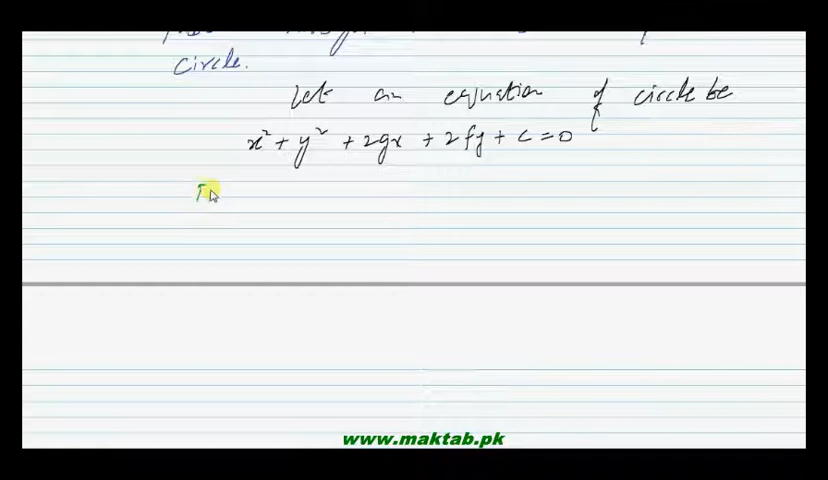 circle.
Let an equation of circle be
x² + y² + 2gx + 2fy + c = 0
www.maktab.pk